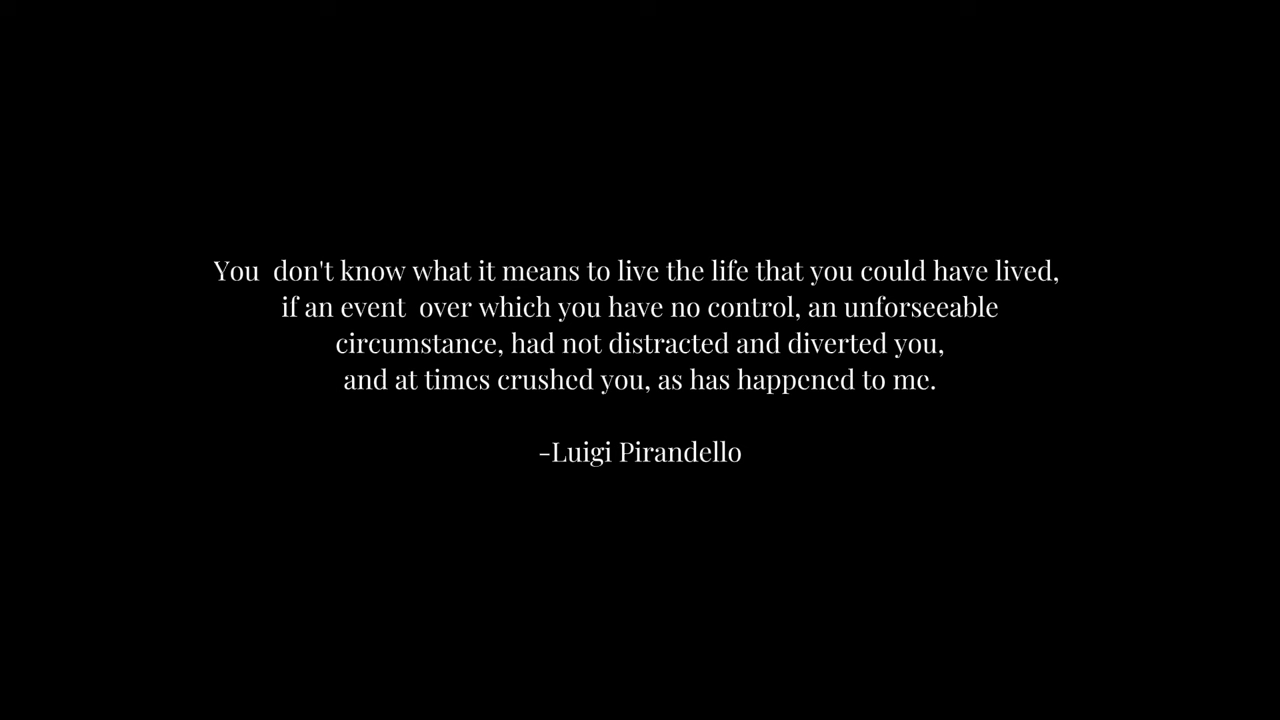 You  don't know what it means to live the life that you could have lived,
if an event  over which you have no control, an unforseeable
circumstance, had not distracted and diverted you,
and at times crushed you, as has happened to me.
-Luigi Pirandello